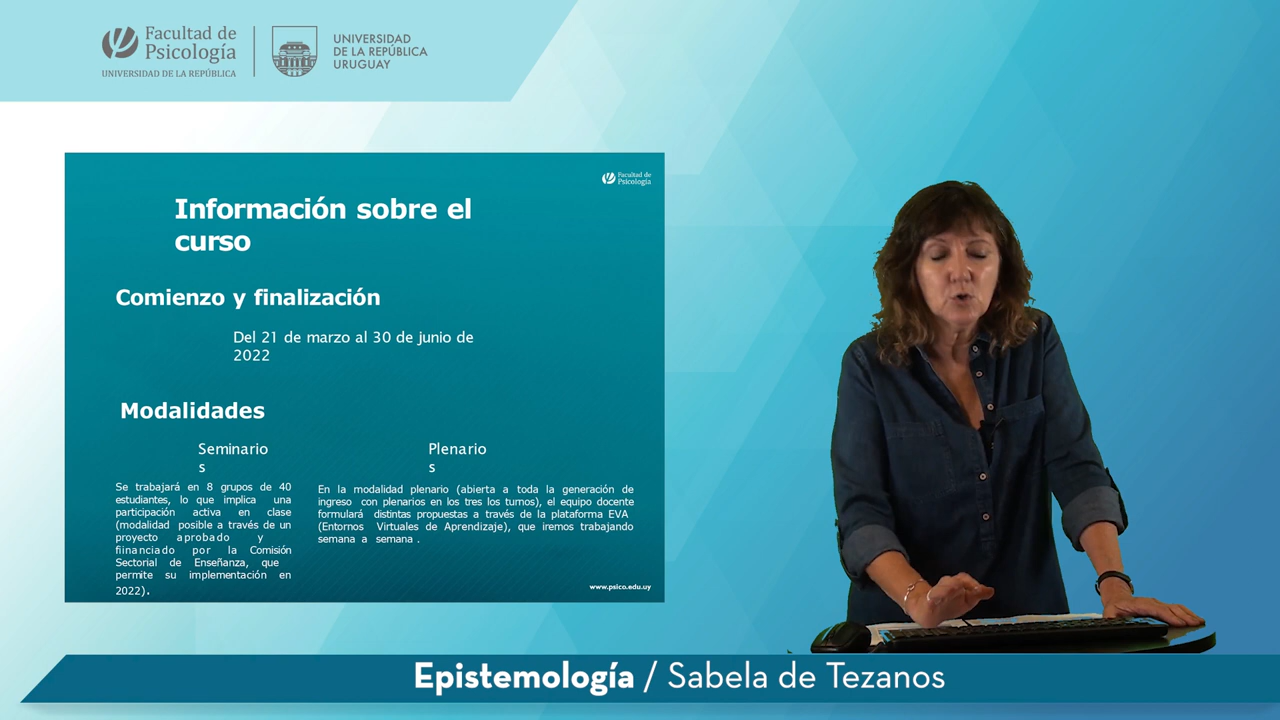 Facultad de
Psicología
UNIVERSIDAD DE LA REPÚBLICA
UNIVERSIDAD
DE LA REPÚBLICA
URUGUAY
Facultad de
Psicología
Información sobre el
curso
Comienzo y finalización
Del 21 de marzo al 30 de junio de
2022
Modalidades
Seminario
s
Se trabajará en 8 grupos de 40
estudiantes, lo que implica una
participación activa en clase
(modalidad posible a través de un
proyecto aprobado y
fiinanciado por la Comisión
Sectorial de Enseñanza, que
permite su implementación en
2022).
Plenario
s
En la modalidad plenario (abierta a toda la generación de
ingreso con plenarios en los tres los turnos), el equipo docente
formulará distintas propuestas a través de la plataforma EVA
(Entornos Virtuales de Aprendizaje), que iremos trabajando
semana a semana .
www.psico.edu.uy
Epistemología / Sabela de Tezanos